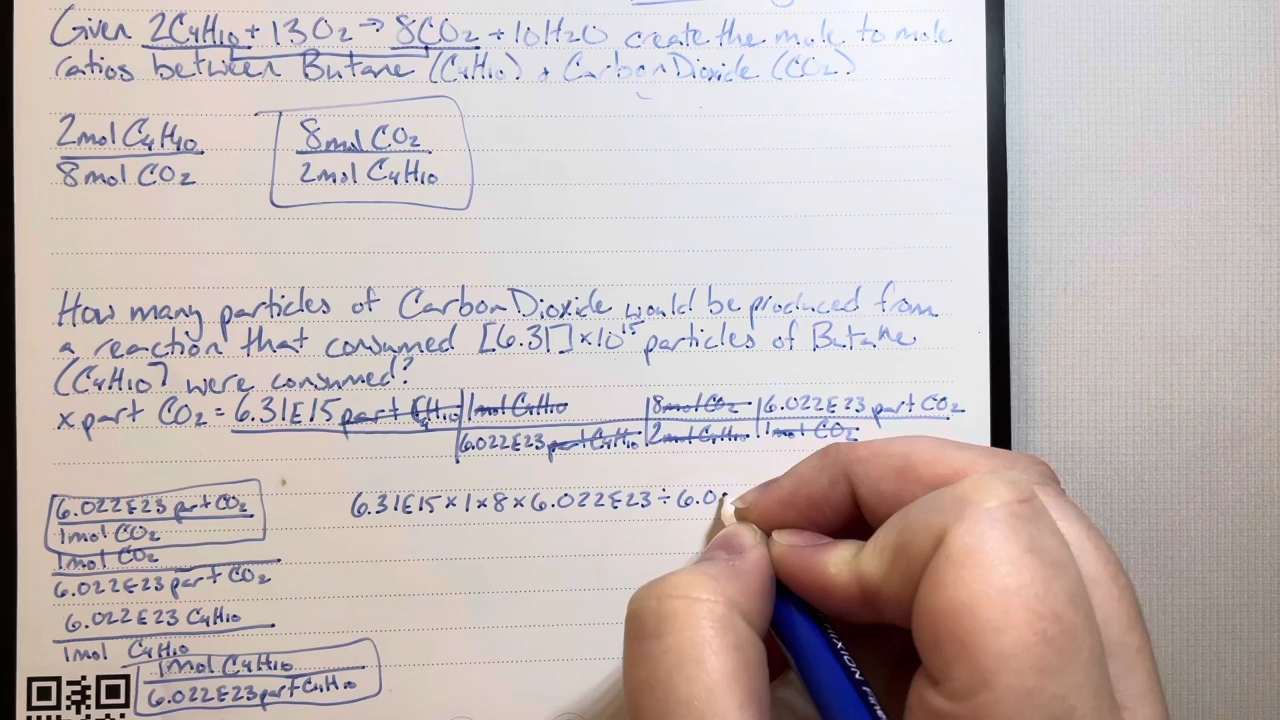 Given 2C₄H₁₀ + 13O₂ → 8CO₂ + 10H₂O create the mole to mole
ratios between Butane (C₄H₁₀) + Carbon Dioxide (CO₂).
2mol C₄H₁₀
8mol CO₂
8mol CO₂
2mol C₄H₁₀
How many particles of Carbon Dioxide would be produced from
a reaction that consumed [6.31]×10¹⁵ particles of Butane
(C₄H₁₀) were consumed?
x part CO₂ = 6.31E15 part C₄H₁₀ | 1mol C₄H₁₀ | 8mol CO₂ | 6.022E23 part CO₂
6.022E23 part C₄H₁₀ | 2mol C₄H₁₀ | 1mol CO₂
6.022E23 part CO₂
1mol CO₂
6.31E15×1×8×6.022E23÷6.0
1mol CO₂
6.022E23 part CO₂
6.022E23 C₄H₁₀
1mol C₄H₁₀
1mol C₄H₁₀
6.022E23 part C₄H₁₀